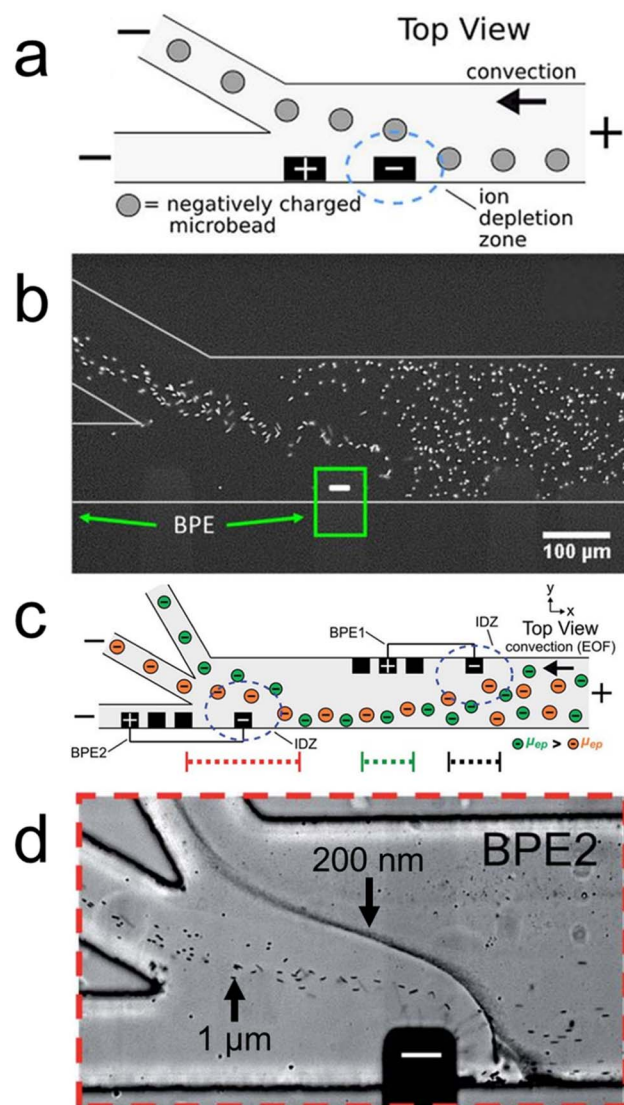 a
Top View
convection
−
+
−
+
−
= negatively charged
microbead
ion
depletion
zone
b
BPE
100 µm
c
BPE1
IDZ
y
x
Top View
convection (EOF)
−
−
−
+
+
−
+
−
BPE2
IDZ
μep > μep
d
BPE2
200 nm
1 µm